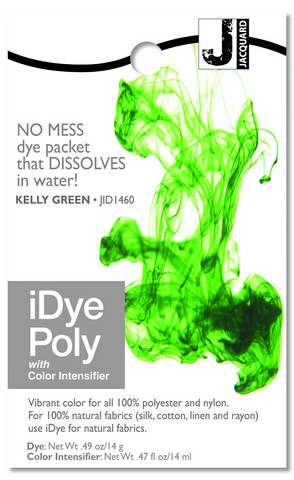 J
JACQUARD
NO MESS
dye packet
that DISSOLVES
in water!
KELLY GREEN • JID1460
iDye
Poly
with
Color Intensifier
Vibrant color for all 100% polyester and nylon.
For 100% natural fabrics (silk, cotton, linen and rayon)
use iDye for natural fabrics.
Dye: Net Wt .49 oz/14 g
Color Intensifier: Net Wt .47 fl oz/14 ml